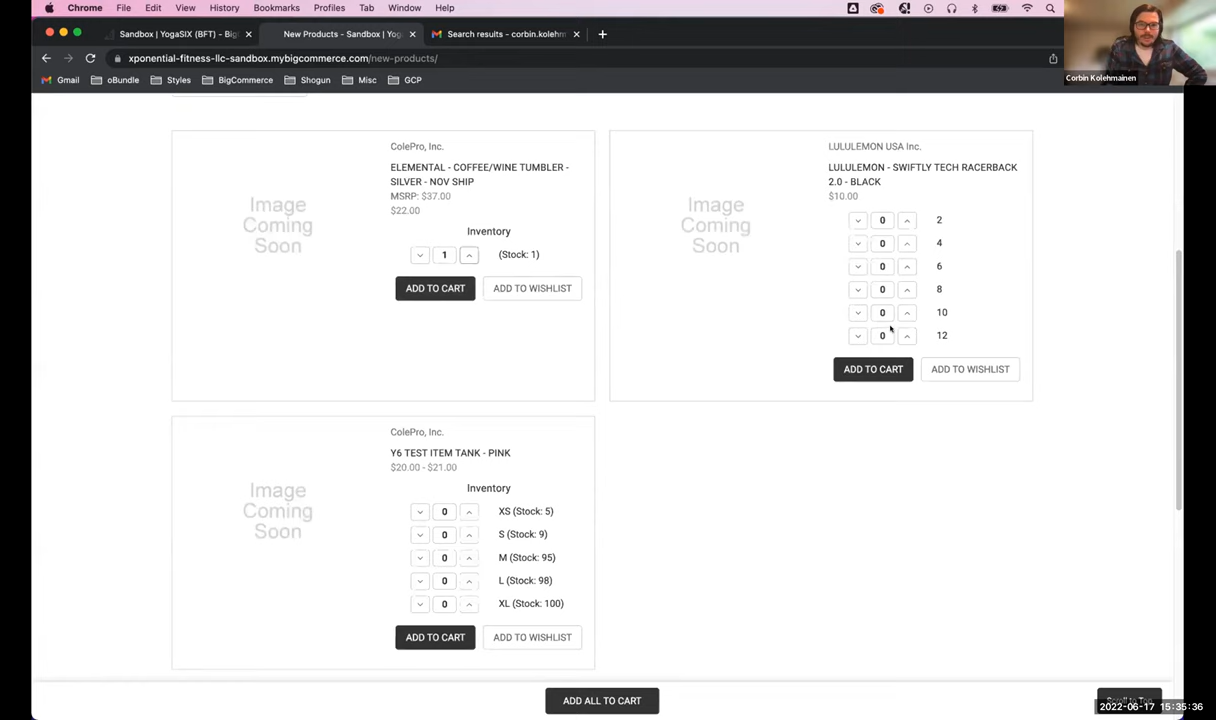 Chrome File Edit View History Bookmarks Profiles Tab Window Help
Sandbox | YogaSIX (BFT) - Big
New Products - Sandbox | Yog
Search results - corbin.kolehm
xponential-fitness-llc-sandbox.mybigcommerce.com/new-products/
Gmail oBundle Styles BigCommerce Shogun Misc GCP
Corbin Kolehmainen
Image
Coming
Soon
ColePro, Inc.
ELEMENTAL - COFFEE/WINE TUMBLER -
SILVER - NOV SHIP
MSRP: $37.00
$22.00
Inventory
1 (Stock: 1)
ADD TO CART ADD TO WISHLIST
Image
Coming
Soon
LULULEMON USA Inc.
LULULEMON - SWIFTLY TECH RACERBACK
2.0 - BLACK
$10.00
0 2
0 4
0 6
0 8
0 10
0 12
ADD TO CART ADD TO WISHLIST
Image
Coming
Soon
ColePro, Inc.
Y6 TEST ITEM TANK - PINK
$20.00 - $21.00
Inventory
0 XS (Stock: 5)
0 S (Stock: 9)
0 M (Stock: 95)
0 L (Stock: 98)
0 XL (Stock: 100)
ADD TO CART ADD TO WISHLIST
ADD ALL TO CART
Scroll to Top
2022-06-17 15:35:36